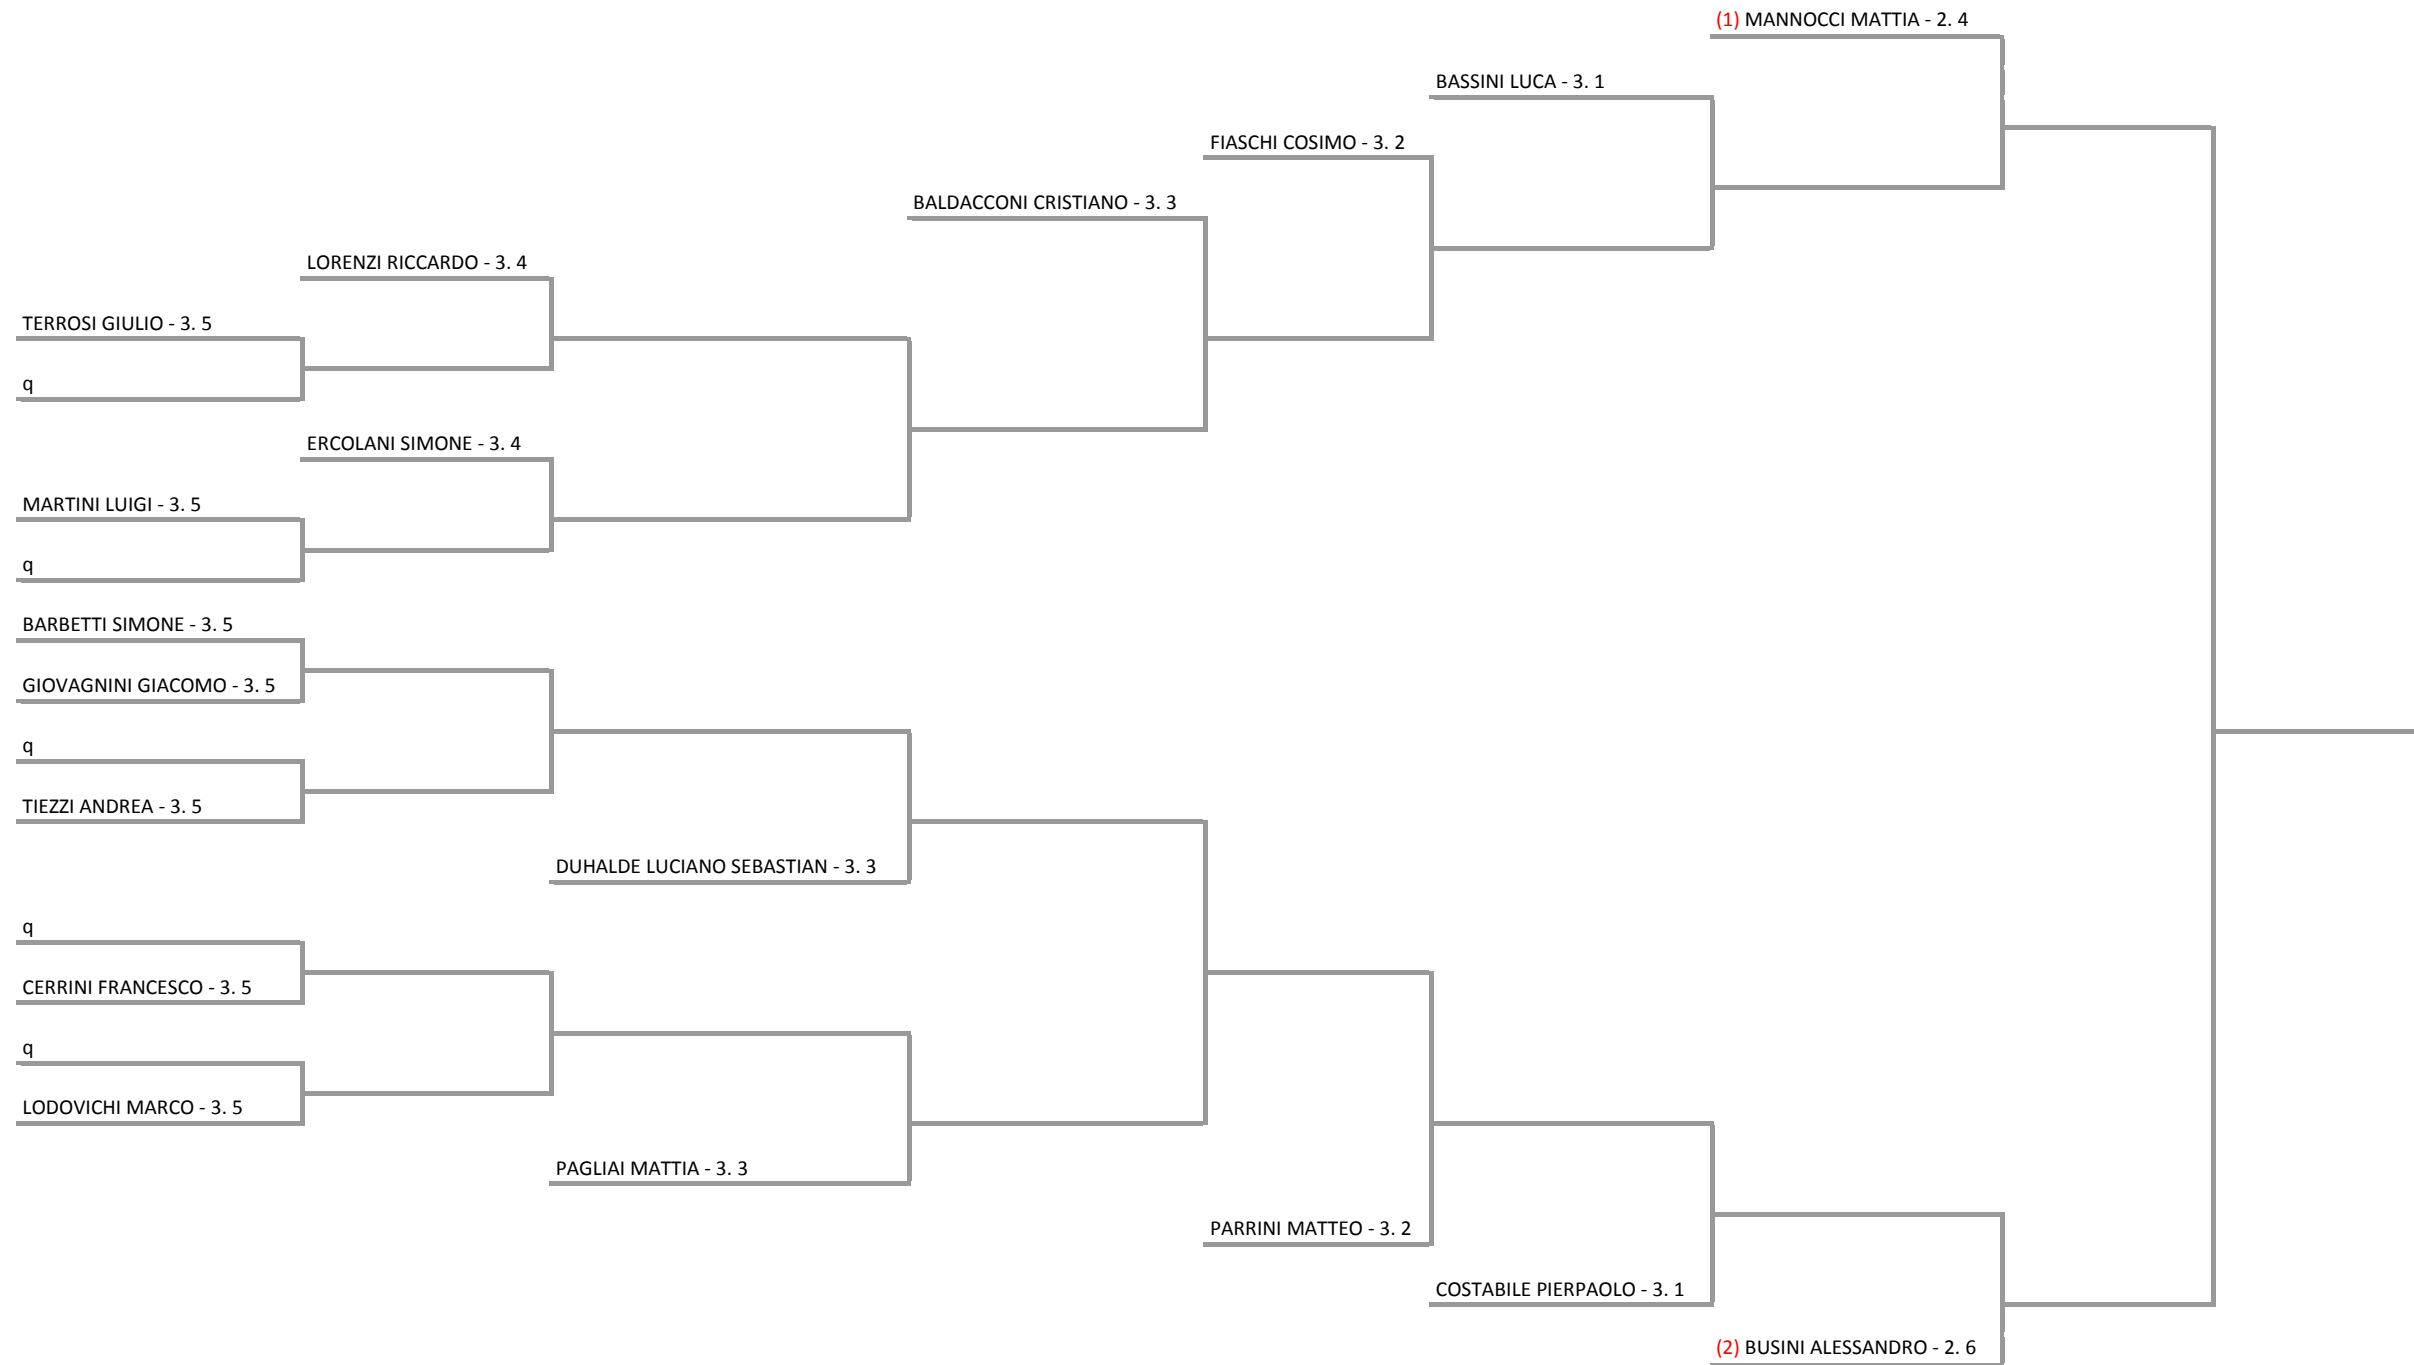 (1) MANNOCCI MATTIA - 2. 4
BASSINI LUCA - 3. 1
FIASCHI COSIMO - 3. 2
BALDACCONI CRISTIANO - 3. 3
LORENZI RICCARDO - 3. 4
TERROSI GIULIO - 3. 5
q
ERCOLANI SIMONE - 3. 4
MARTINI LUIGI - 3. 5
q
BARBETTI SIMONE - 3. 5
GIOVAGNINI GIACOMO - 3. 5
q
TIEZZI ANDREA - 3. 5
DUHALDE LUCIANO SEBASTIAN - 3. 3
q
CERRINI FRANCESCO - 3. 5
q
LODOVICHI MARCO - 3. 5
PAGLIAI MATTIA - 3. 3
PARRINI MATTEO - 3. 2
COSTABILE PIERPAOLO - 3. 1
(2) BUSINI ALESSANDRO - 2. 6